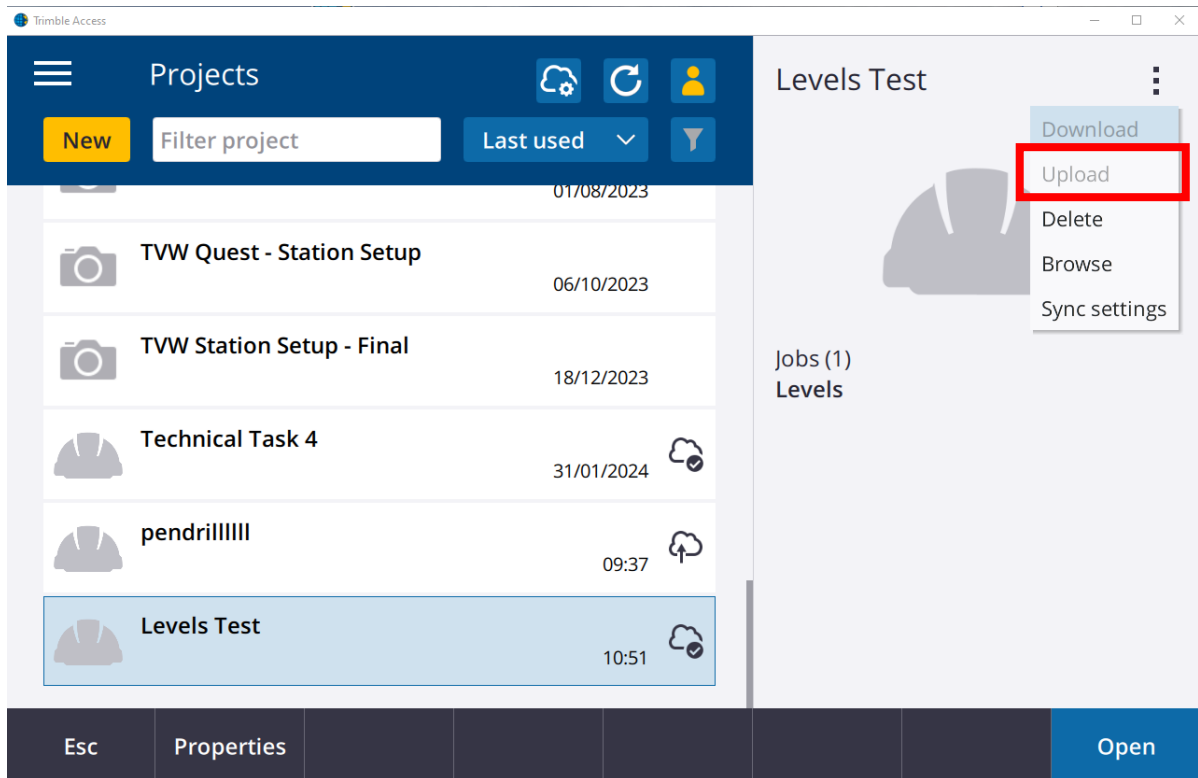 Trimble Access
Projects
New
Filter project
Last used
01/08/2023
TVW Quest - Station Setup
06/10/2023
TVW Station Setup - Final
18/12/2023
Technical Task 4
31/01/2024
pendrillllll
09:37
Levels Test
10:51
Levels Test
Download
Upload
Delete
Browse
Sync settings
Jobs (1)
Levels
Esc
Properties
Open